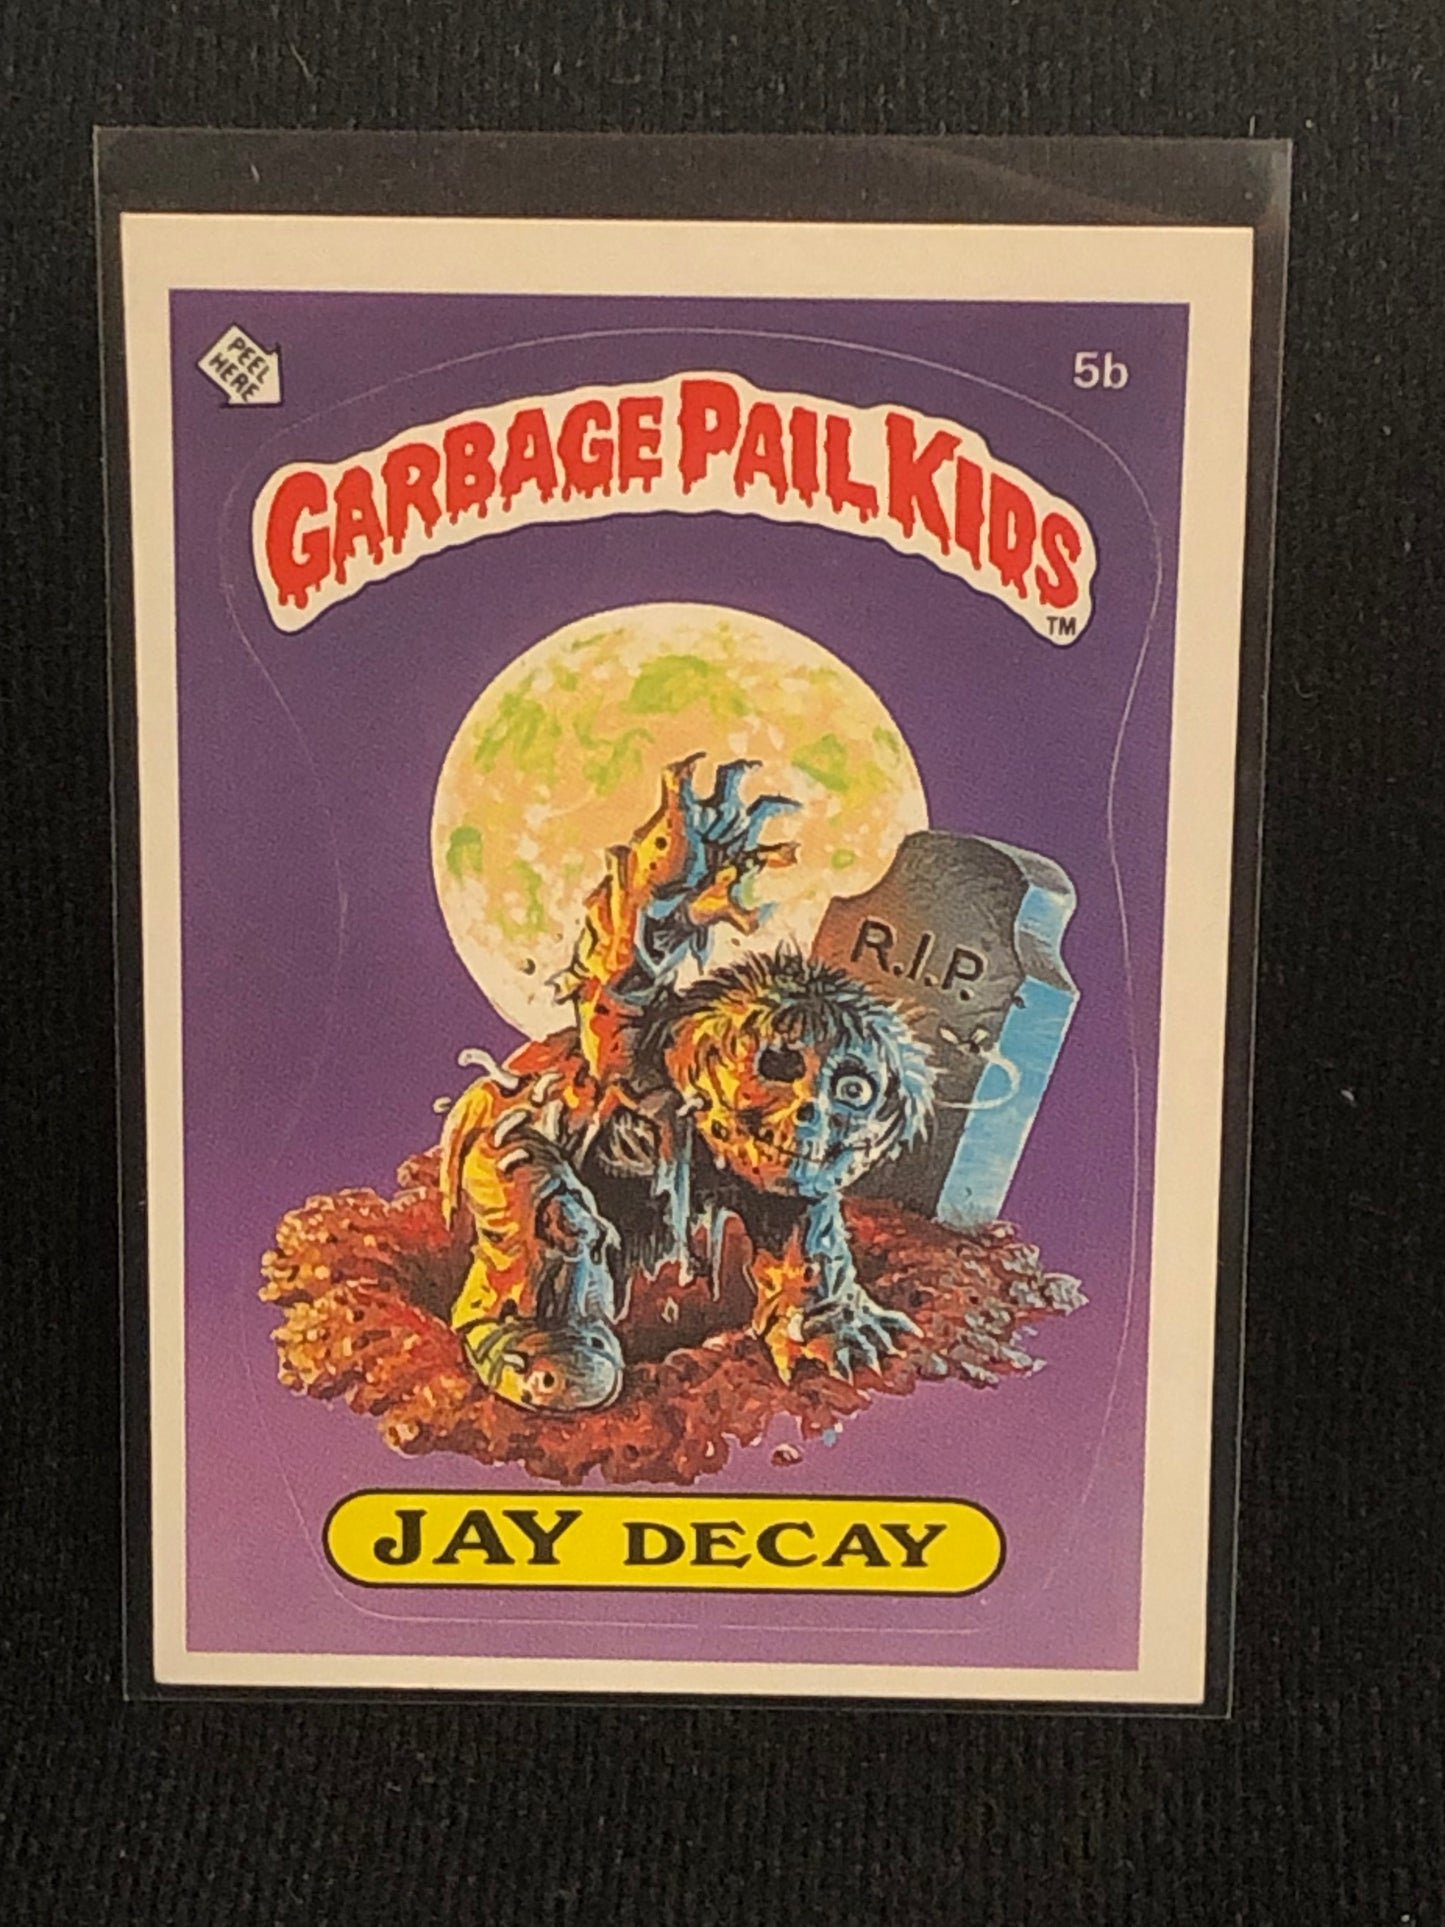 PEEL
HERE
5b
GARBAGE PAIL KIDS
TM
R.I.P.
JAY DECAY